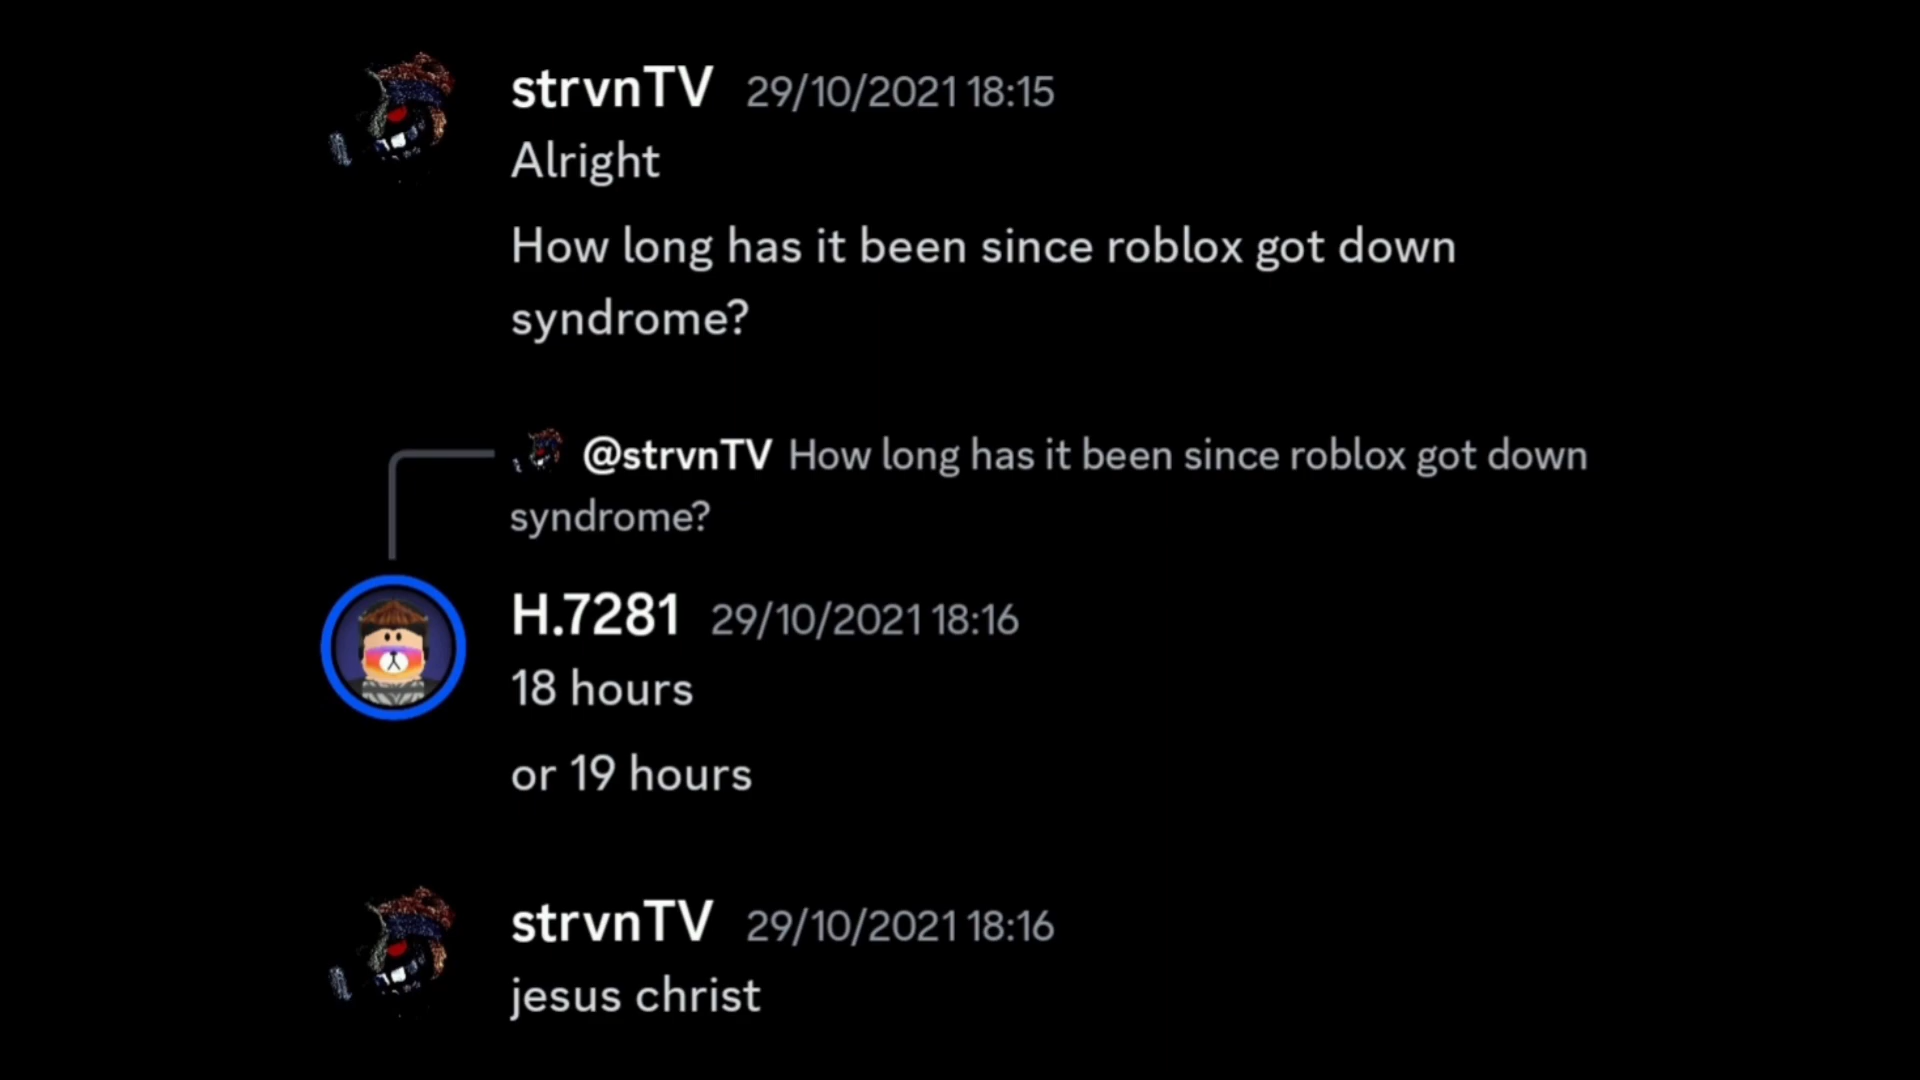 strvnTV 29/10/2021 18:15
Alright
How long has it been since roblox got down
syndrome?
@strvnTV How long has it been since roblox got down
syndrome?
H.7281 29/10/2021 18:16
18 hours
or 19 hours
strvnTV 29/10/2021 18:16
jesus christ